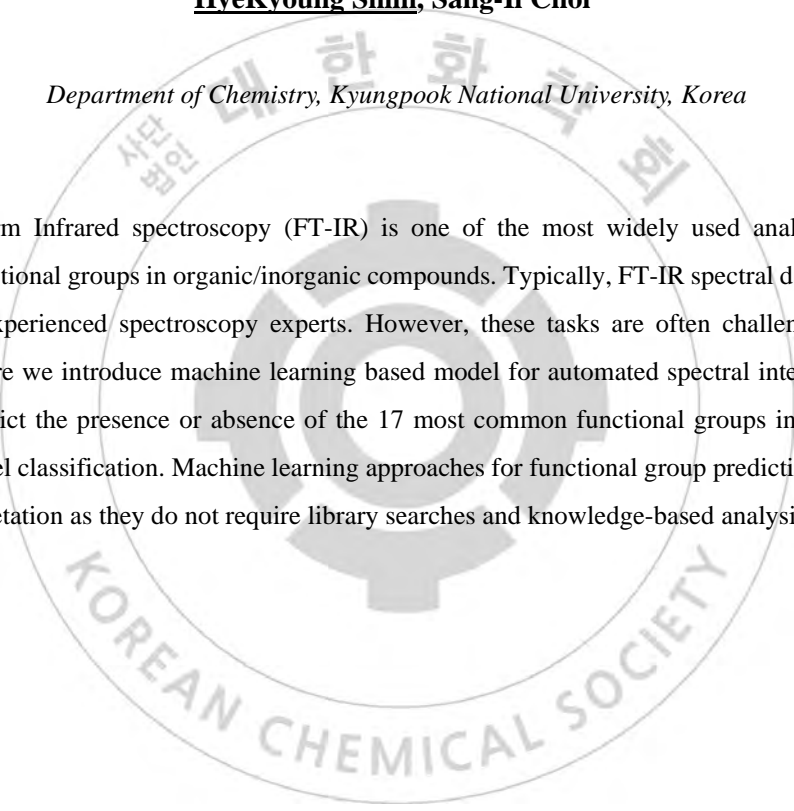 HyeKyoung Shin, Sang-Il Choi
대한화학회
사단
법인
Department of Chemistry, Kyungpook National University, Korea
rm Infrared spectroscopy (FT-IR) is one of the most widely used anal
tional groups in organic/inorganic compounds. Typically, FT-IR spectral d
xperienced spectroscopy experts. However, these tasks are often challen
re we introduce machine learning based model for automated spectral inte
ict the presence or absence of the 17 most common functional groups in
el classification. Machine learning approaches for functional group predicti
etation as they do not require library searches and knowledge-based analysi
KOREAN CHEMICAL SOCIETY